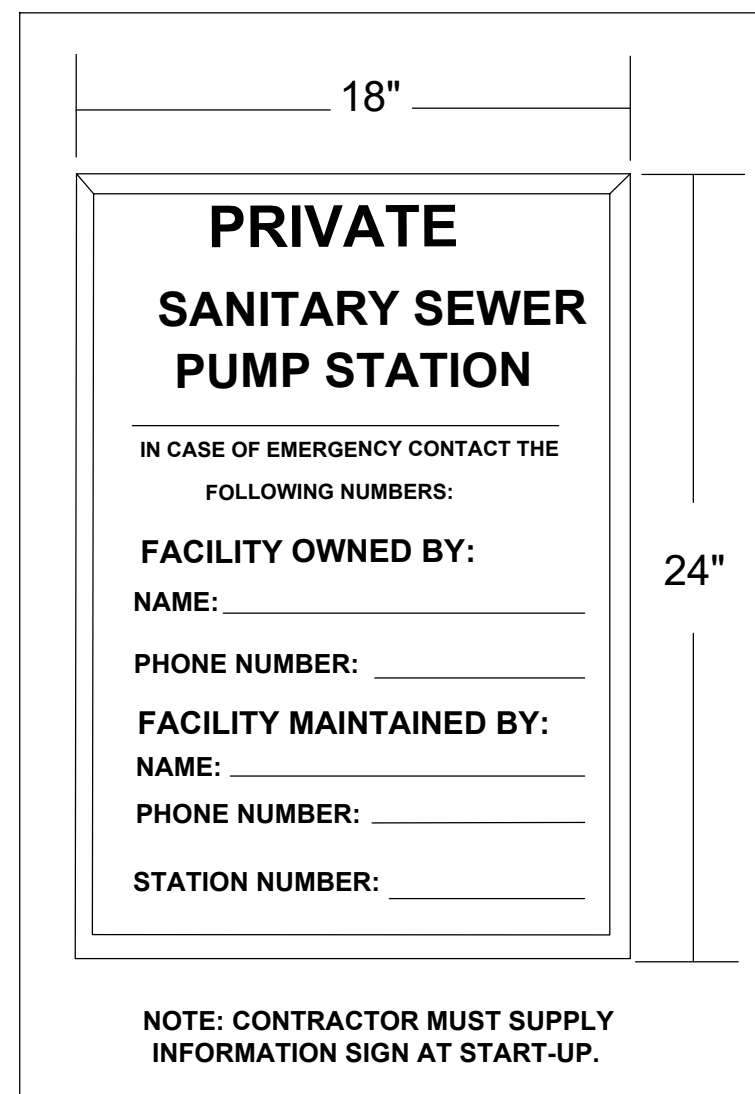 18"
PRIVATE
SANITARY SEWER
PUMP STATION
IN CASE OF EMERGENCY CONTACT THE
FOLLOWING NUMBERS:
FACILITY OWNED BY:
24"
NAME:
PHONE NUMBER:
FACILITY MAINTAINED BY:
NAME:
PHONE NUMBER:
STATION NUMBER:
NOTE: CONTRACTOR MUST SUPPLY
INFORMATION SIGN AT START-UP.